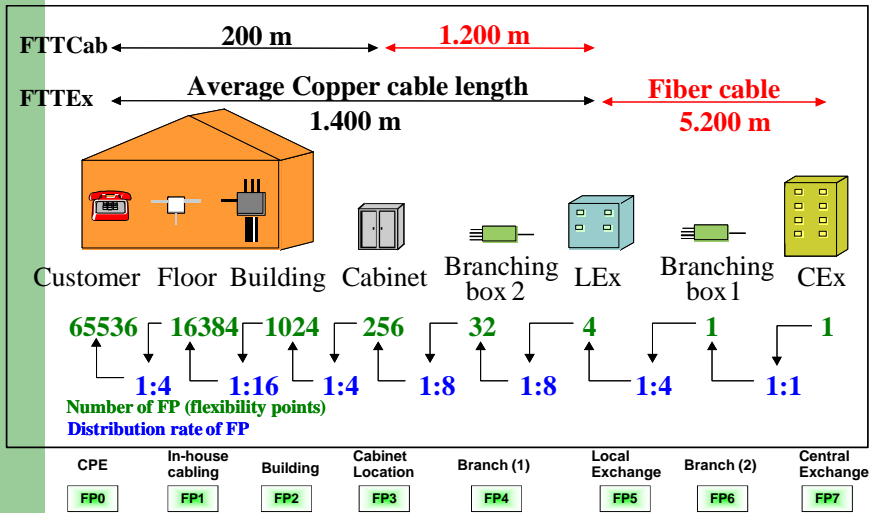 FTTCab 200 m 1.200 m
FTTEx Average Copper cable length Fiber cable
1.400 m 5.200 m
Customer Floor Building Cabinet Branching box 2 LEx Branching box 1 CEx
65536 16384 1024 256 32 4 1 1
1:4 1:16 1:4 1:8 1:8 1:4 1:1
Number of FP (flexibility points)
Distribution rate of FP
CPE In-house cabling Building Cabinet Location Branch (1) Local Exchange Branch (2) Central Exchange
FP0 FP1 FP2 FP3 FP4 FP5 FP6 FP7